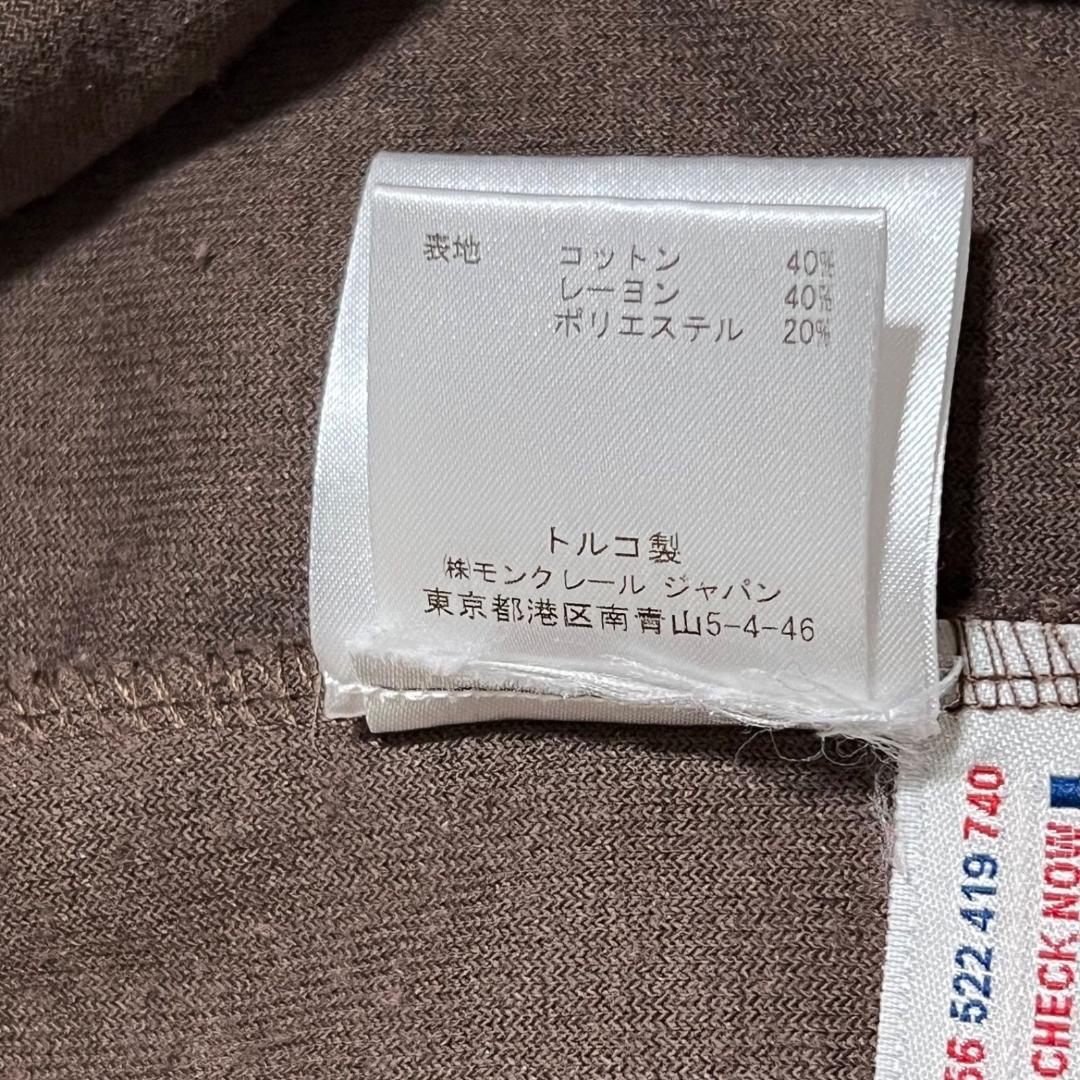 表地 コットン 40%
レーヨン 40%
ポリエステル 20%
トルコ製
㈱モンクレール ジャパン
東京都港区南青山5-4-46
522 419 740
CHECK NOW